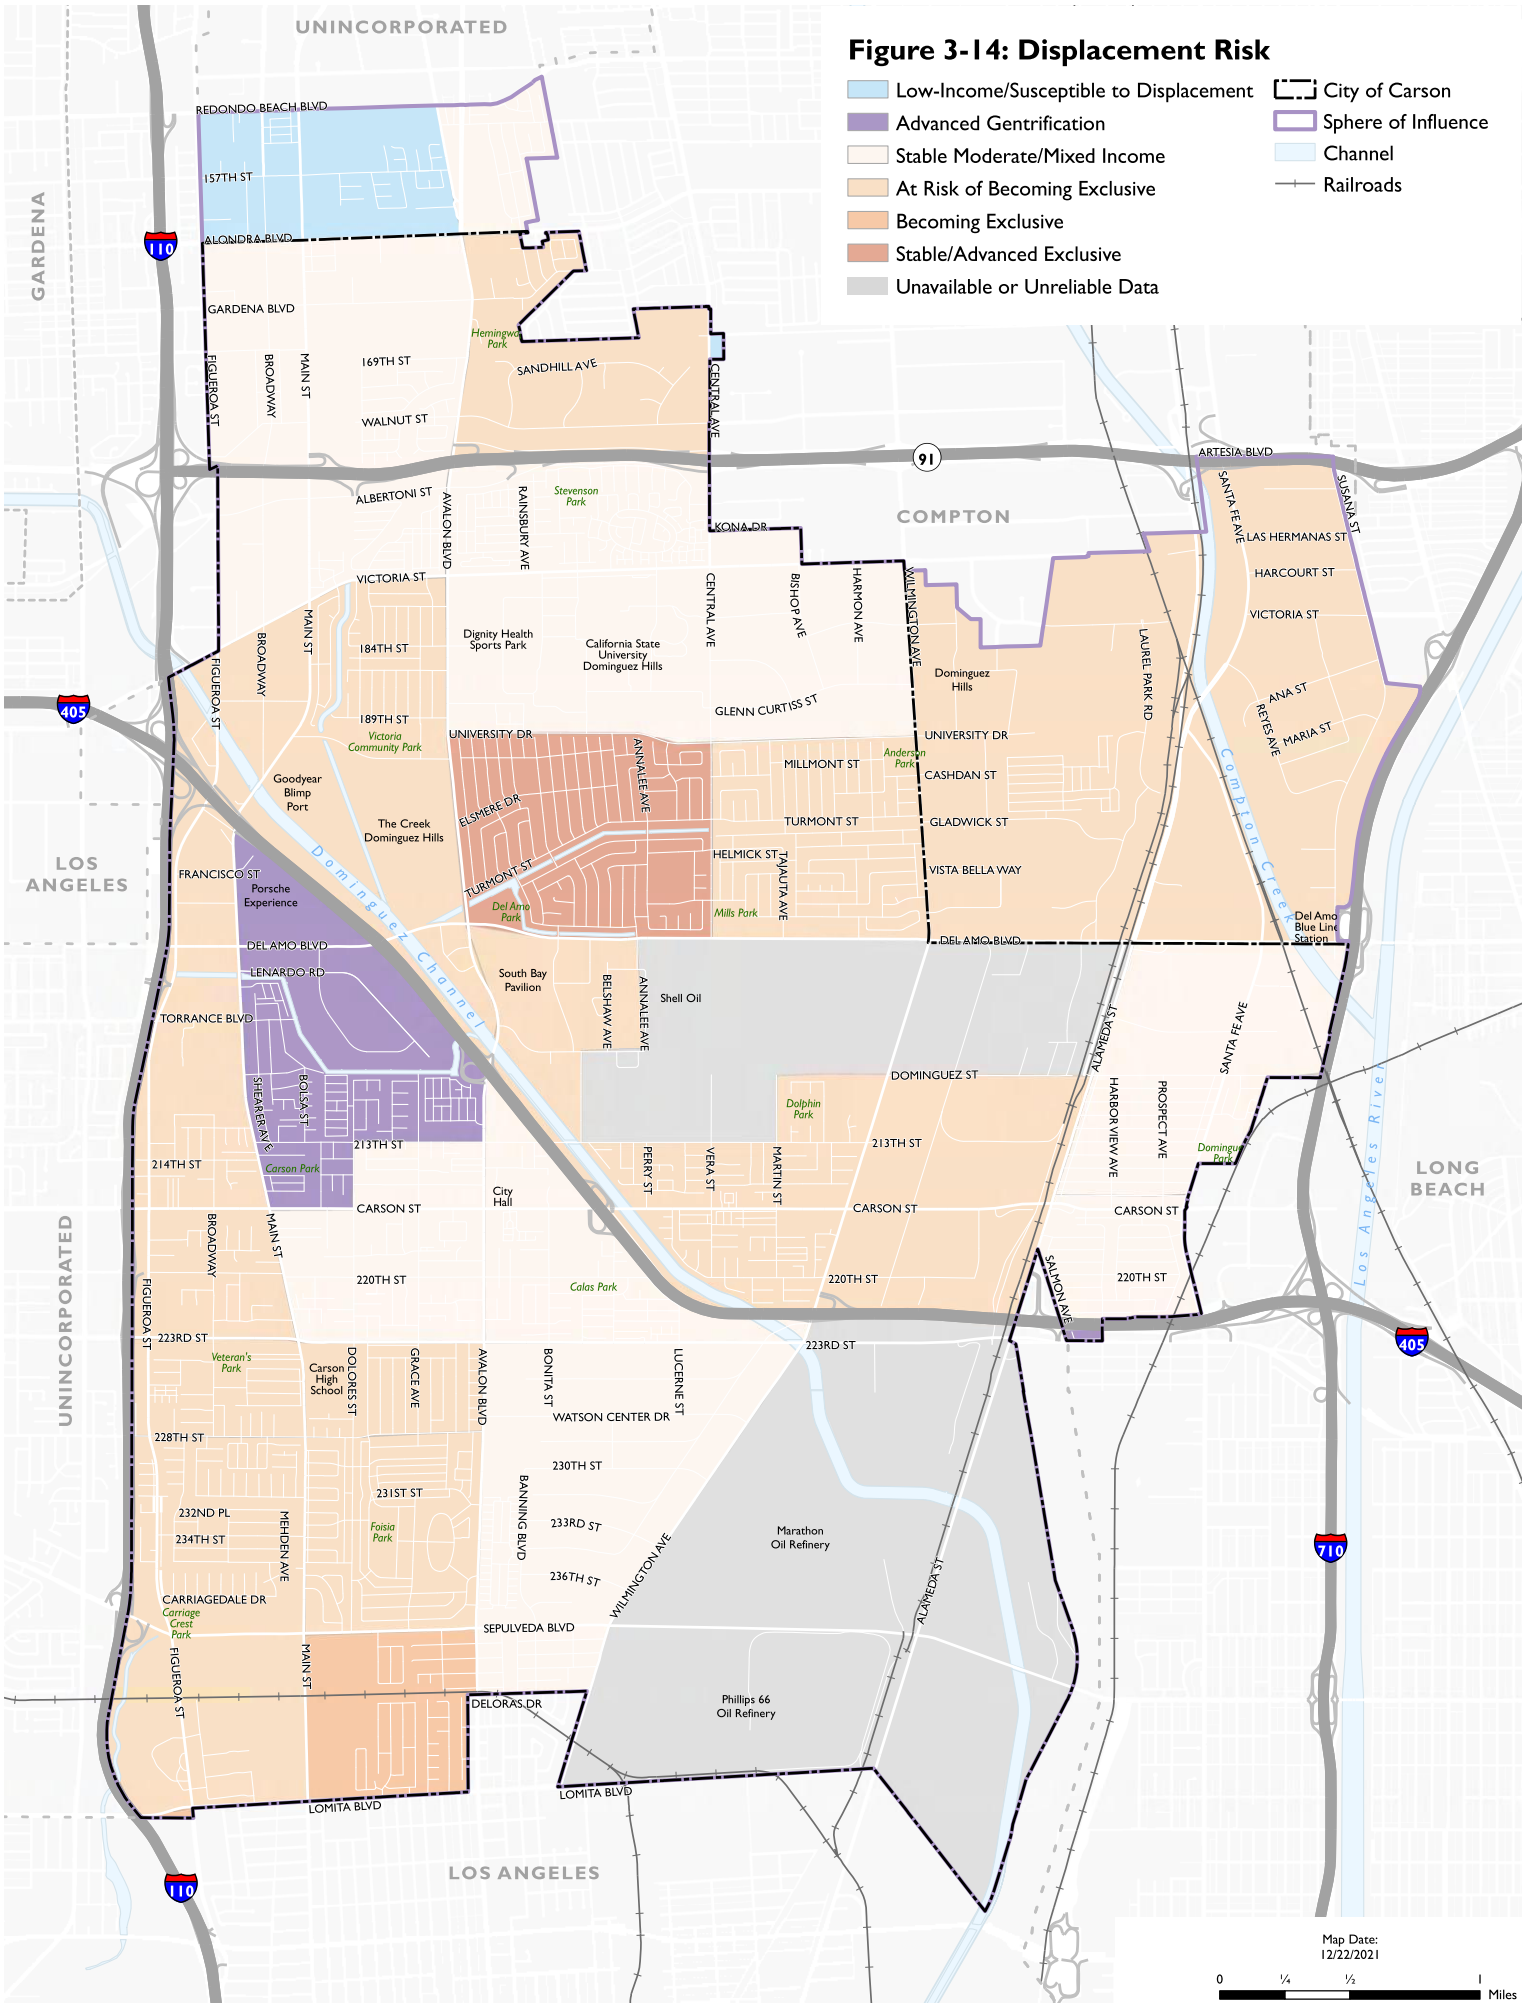 UNINCORPORATED
Figure 3-14: Displacement Risk
Low-Income/Susceptible to Displacement
Advanced Gentrification
Stable Moderate/Mixed Income
At Risk of Becoming Exclusive
Becoming Exclusive
Stable/Advanced Exclusive
Unavailable or Unreliable Data
City of Carson
Sphere of Influence
Channel
Railroads
REDONDO BEACH BLVD
157TH ST
GARDENA
110
ALONDRA BLVD
GARDENA BLVD
Hemingwa
Park
169TH ST
SANDHILL AVE
FIGUEROA ST
BROADWAY
MAIN ST
CENTRAL AVE
WALNUT ST
91
ARTESIA BLVD
ALBERTONI ST
AVALON BLVD
RAINSBURY AVE
Stevenson
Park
SANTA FE AVE
SUSANA ST
COMPTON
KONA DR
LAS HERMANAS ST
HARCOURT ST
VICTORIA ST
VICTORIA ST
MAIN ST
BROADWAY
CENTRAL AVE
BISHOP AVE
HARMON AVE
WILMINGTON AVE
184TH ST
Dignity Health
Sports Park
California State
University
Dominguez Hills
LAUREL PARK RD
FIGUEROA ST
Dominguez
Hills
ANA ST
REYES AVE
MARIA ST
405
189TH ST
GLENN CURTISS ST
Victoria
Community Park
UNIVERSITY DR
UNIVERSITY DR
ANNALEE AVE
MILLMONT ST
Anderson
Park
CASHDAN ST
Compton Creek
Goodyear
Blimp
Port
ELSMERE DR
The Creek
Dominguez Hills
TURMONT ST
GLADWICK ST
LOS
ANGELES
Dominguez Channel
HELMICK ST
TAJAUTA AVE
FRANCISCO ST
Porsche
Experience
TURMONT ST
VISTA BELLA WAY
Del Amo
Park
Mills Park
Del Amo
Blue Line
Station
DEL AMO BLVD
DEL AMO BLVD
LENARDO RD
South Bay
Pavilion
BELSHAW AVE
ANNALEE AVE
Shell Oil
TORRANCE BLVD
ALAMEDA ST
SANTA FE AVE
SHEARER AVE
BOLSA ST
DOMINGUEZ ST
HARBOR VIEW AVE
PROSPECT AVE
Dolphin
Park
213TH ST
213TH ST
Domingu
Park
Los Angeles River
214TH ST
Carson Park
PERRY ST
VERA ST
MARTIN ST
LONG
BEACH
City
Hall
CARSON ST
CARSON ST
CARSON ST
BROADWAY
MAIN ST
UNINCORPORATED
FIGUEROA ST
220TH ST
Calas Park
220TH ST
SALMON AVE
220TH ST
223RD ST
223RD ST
405
Veteran's
Park
Carson
High
School
DOLORES ST
GRACE AVE
AVALON BLVD
BONITA ST
LUCERNE ST
WATSON CENTER DR
228TH ST
230TH ST
231ST ST
BANNING BLVD
232ND PL
234TH ST
MEHDEN AVE
Foisia
Park
233RD ST
WILMINGTON AVE
Marathon
Oil Refinery
710
236TH ST
ALAMEDA ST
CARRIAGEDALE DR
Carriage
Crest
Park
SEPULVEDA BLVD
FIGUEROA ST
MAIN ST
DELORAS DR
Phillips 66
Oil Refinery
LOMITA BLVD
LOMITA BLVD
LOS ANGELES
110
Map Date:
12/22/2021
0 ¼ ½ 1
Miles